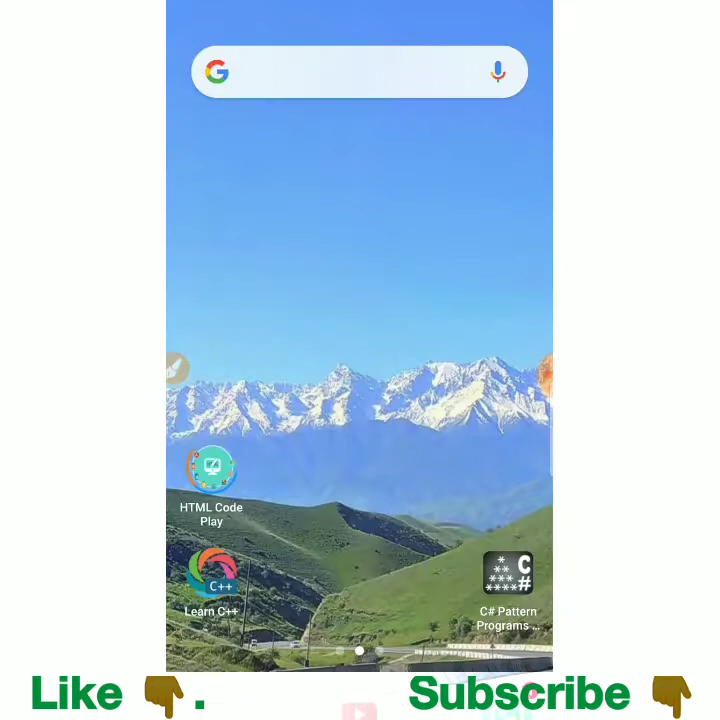 HTML Code
Play
C++
Learn C++
*
**
*** C
**** #
C# Pattern
Programs ...
Like 👇🏾. Subscribe 👇🏾